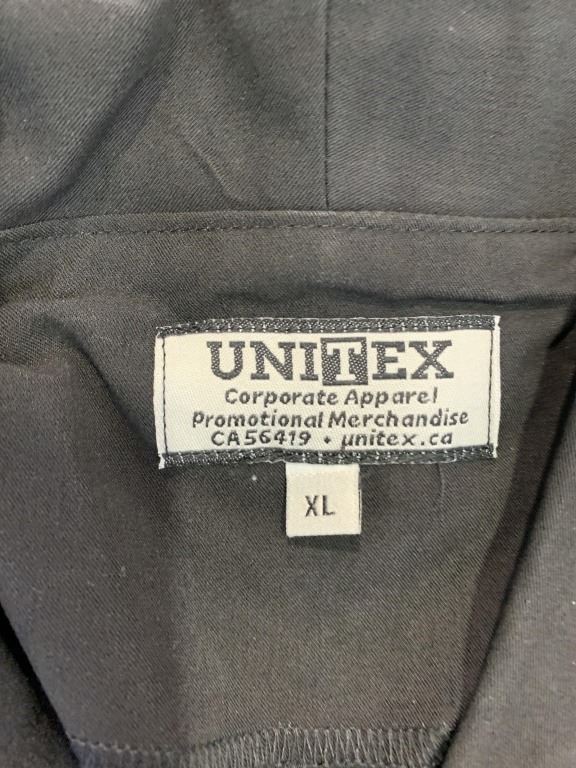 UNITEX
Corporate Apparel
Promotional Merchandise
CA56419 • unitex.ca
XL